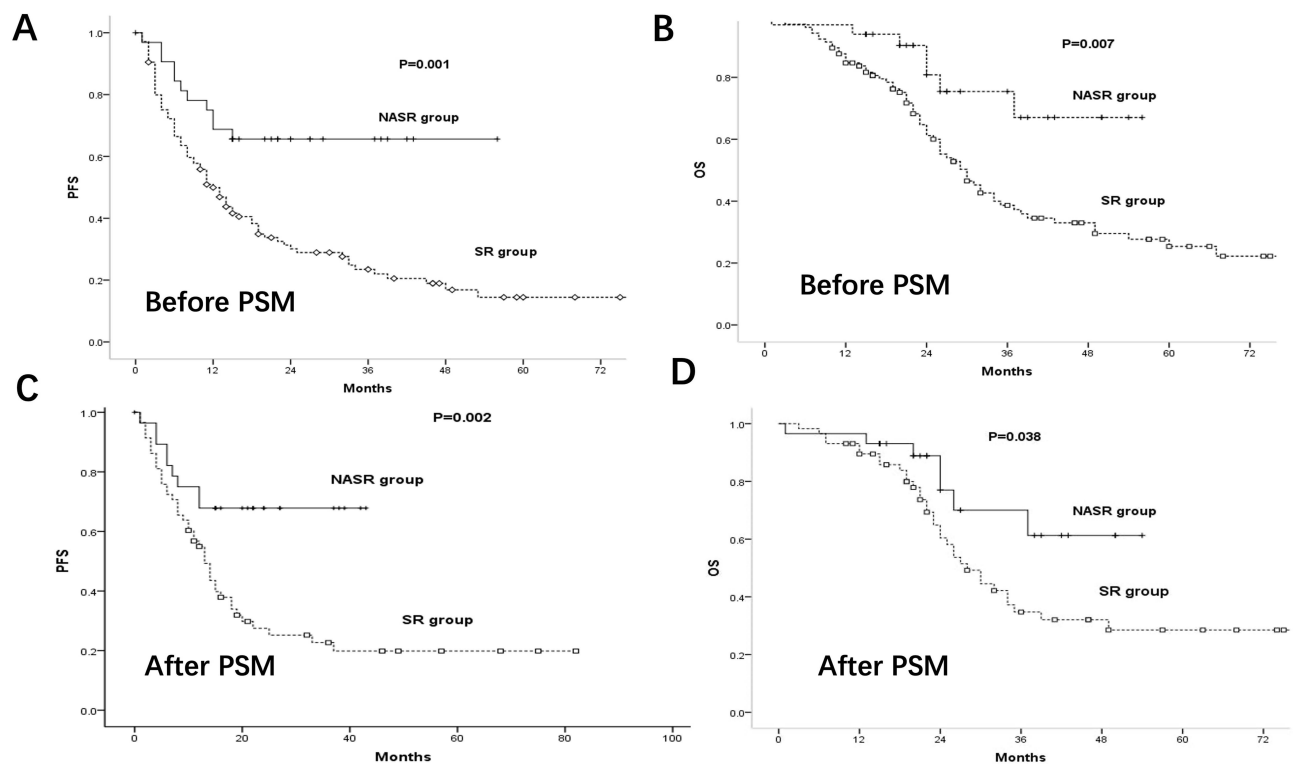 A
1.0
0.8
0.6
0.4
0.2
0.0
PFS
P=0.001
NASR group
SR group
Before PSM
0 12 24 36 48 60 72
Months
B
0.8
0.6
0.4
0.2
0.0
OS
P=0.007
NASR group
SR group
Before PSM
0 12 24 36 48 60 72
Months
C
1.0
0.8
0.6
0.4
0.2
0.0
PFS
P=0.002
NASR group
SR group
After PSM
0 20 40 60 80 100
Months
D
1.0
0.8
0.6
0.4
0.2
0.0
OS
P=0.038
NASR group
SR group
After PSM
0 12 24 36 48 60 72
Months